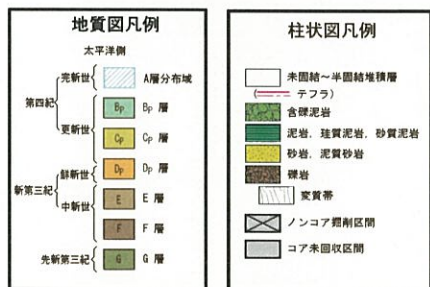 地質図凡例
太平洋側
完新世
A層分布域
第四紀
更新世
BP
BP 層
CP
CP 層
DP
DP 層
鮮新世
新第三紀
中新世
E
E 層
F
F 層
先新第三紀
G
G 層
柱状図凡例
未固結〜半固結堆積層
(テフラ)
含礫泥岩
泥岩，珪質泥岩，砂質泥岩
砂岩，泥質砂岩
礫岩
変質帯
ノンコア掘削区間
コア未回収区間